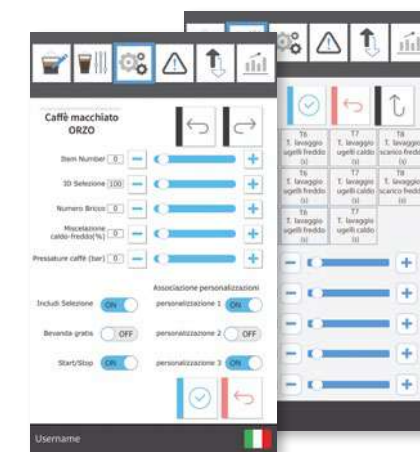 Caffè macchiato
ORZO
Item Number 0
ID Selezione 100
Numero Bricco 0
Miscelazione
caldo-freddo(%) 0
Pressature caffè (bar) 0
Associazione personalizzazioni
Includi Selezione ON personalizzazione 1 ON
Bevanda gratis OFF personalizzazione 2 OFF
Start/Stop ON personalizzazione 3 ON
Username
T6 T7 T8
T. lavaggio T. lavaggio T. lavaggio
ugelli freddo ugelli caldo scarico freddo
(s) (s) (s)
T6 T7 T8
T. lavaggio T. lavaggio T. lavaggio
ugelli freddo ugelli caldo scarico freddo
(s) (s) (s)
T6 T7
T. lavaggio T. lavaggio
ugelli freddo ugelli caldo
(s) (s)